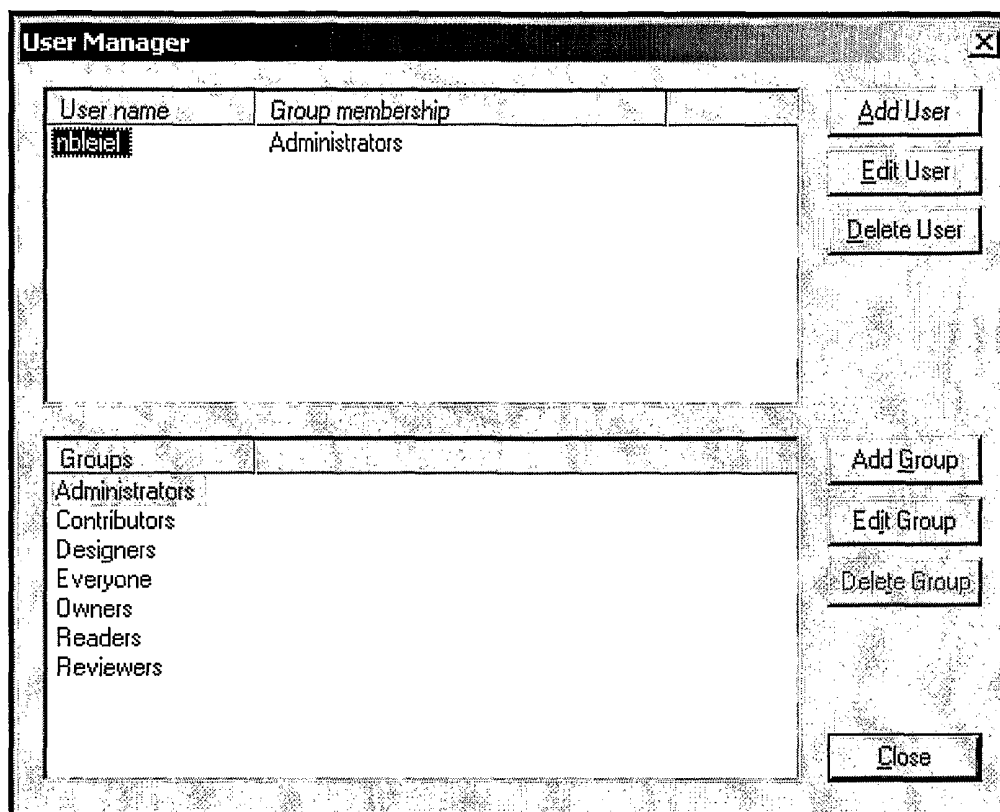 User Manager
User name Group membership
nbleiel Administrators
Add User
Edit User
Delete User
Groups
Administrators
Contributors
Designers
Everyone
Owners
Readers
Reviewers
Add Group
Edit Group
Delete Group
Close